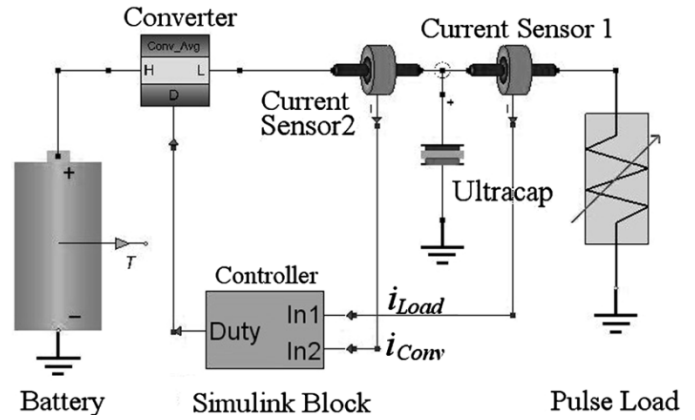 Converter
Conv_Avg
H L
D
Current Sensor 1
Current
Sensor2
I
I
+
Ultracap
+
T
−
Controller
Duty
In1
In2
iLoad
iConv
Battery
Simulink Block
Pulse Load